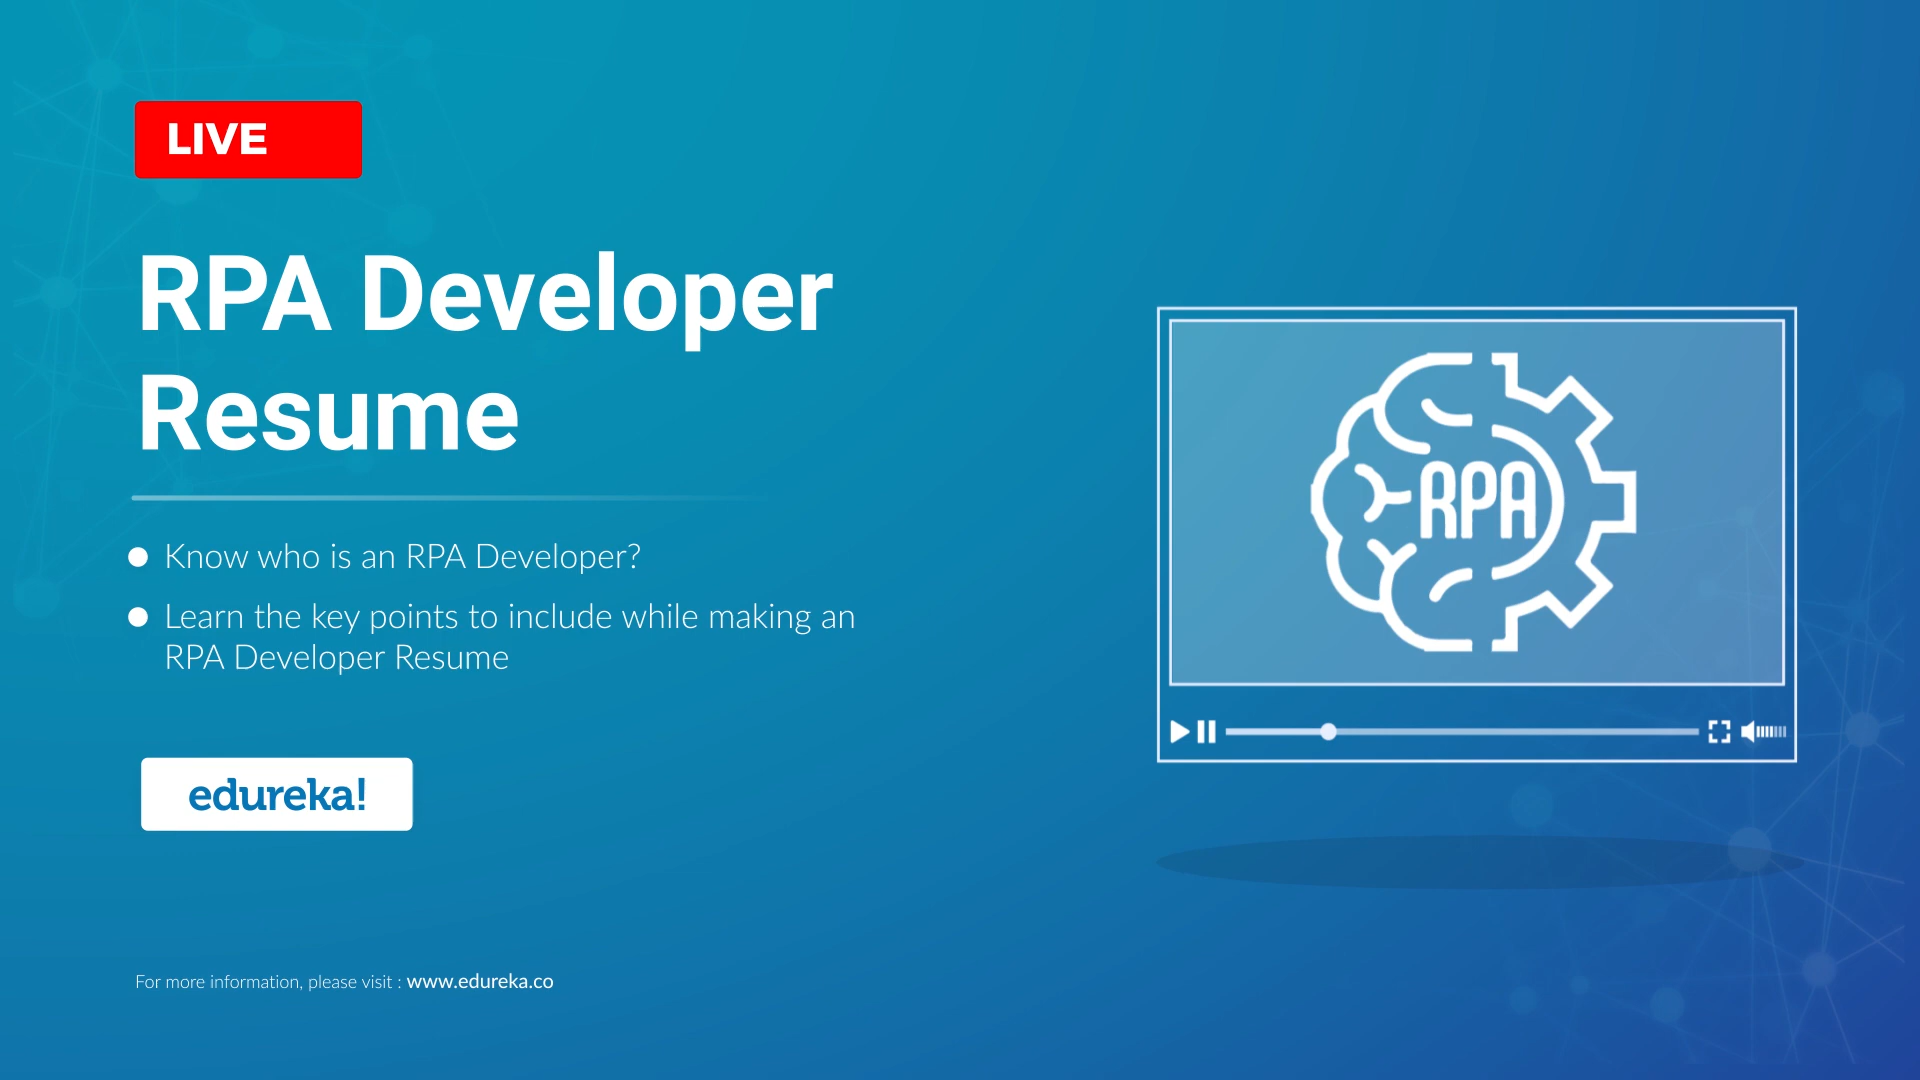 LIVE
RPA Developer
Resume
Know who is an RPA Developer?
Learn the key points to include while making an
RPA Developer Resume
edureka!
For more information, please visit : www.edureka.co
RPA